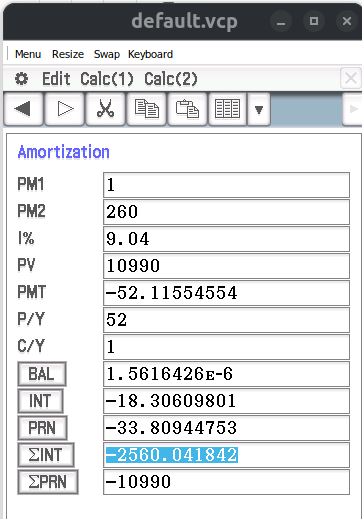 default.vcp
Menu Resize Swap Keyboard
Edit Calc(1) Calc(2)
Amortization
PM1 1
PM2 260
I% 9.04
PV 10990
PMT -52.11554554
P/Y 52
C/Y 1
BAL 1.5616426E-6
INT -18.30609801
PRN -33.80944753
ΣINT -2560.041842
ΣPRN -10990